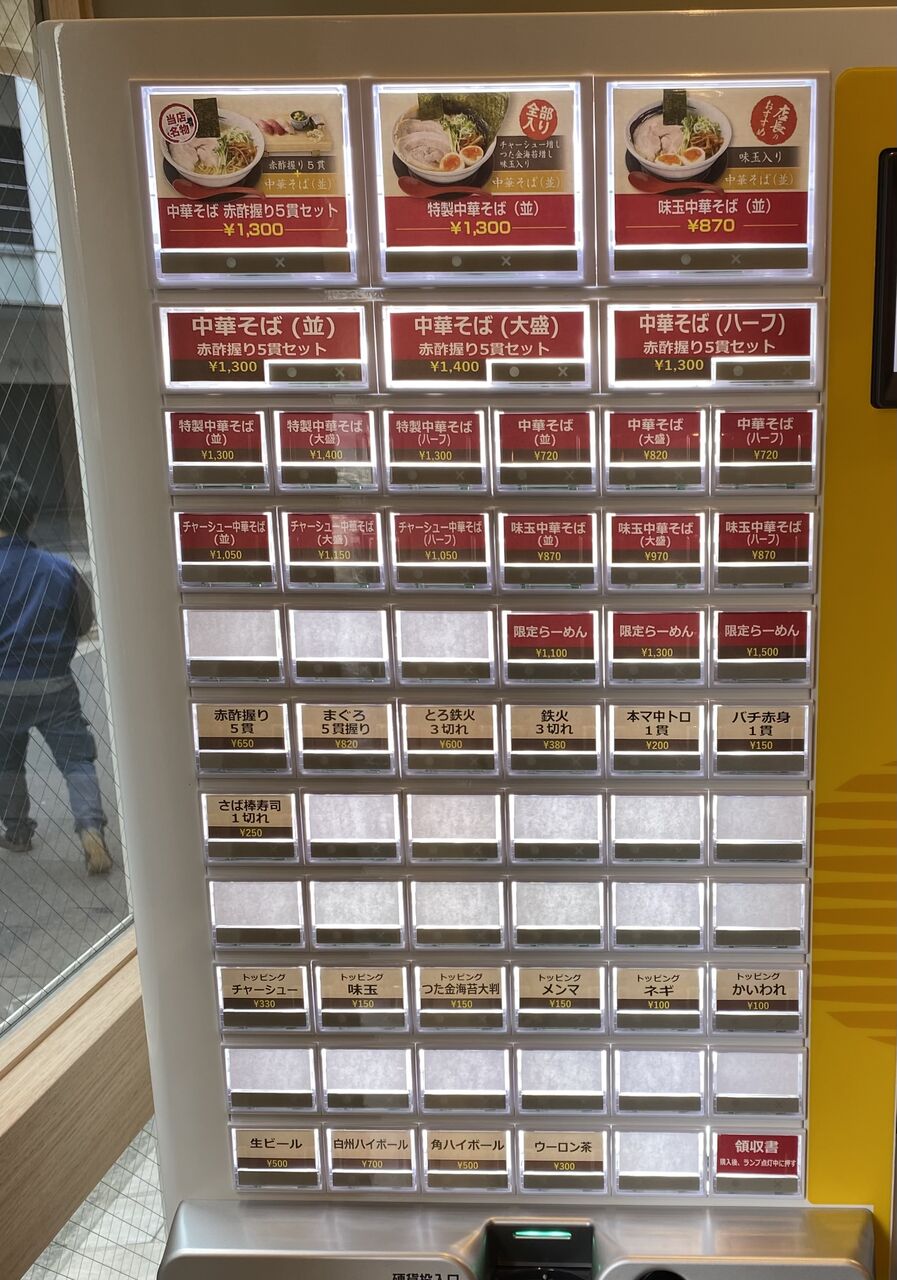 当店
名物
赤酢握り5貫
中華そば(並)
中華そば 赤酢握り5貫セット
¥1,300
全部
入り
チャーシュー増し
つた金海苔増し
味玉入り
中華そば(並)
特製中華そば(並)
¥1,300
店長の
おすすめ
味玉入り
中華そば(並)
味玉中華そば(並)
¥870
中華そば(並)
赤酢握り5貫セット
¥1,300
中華そば(大盛)
赤酢握り5貫セット
¥1,400
中華そば(ハーフ)
赤酢握り5貫セット
¥1,300
特製中華そば
(並)
¥1,300
特製中華そば
(大盛)
¥1,400
特製中華そば
(ハーフ)
¥1,300
中華そば
(並)
¥720
中華そば
(大盛)
¥820
中華そば
(ハーフ)
¥720
チャーシュー中華そば
(並)
¥1,050
チャーシュー中華そば
(大盛)
¥1,150
チャーシュー中華そば
(ハーフ)
¥1,050
味玉中華そば
(並)
¥870
味玉中華そば
(大盛)
¥970
味玉中華そば
(ハーフ)
¥870
限定らーめん
¥1,100
限定らーめん
¥1,300
限定らーめん
¥1,500
赤酢握り
5貫
¥650
まぐろ
5貫握り
¥820
とろ鉄火
3切れ
¥600
鉄火
3切れ
¥380
本マ中トロ
1貫
¥200
バチ赤身
1貫
¥150
さば棒寿司
1切れ
¥250
トッピング
チャーシュー
¥330
トッピング
味玉
¥150
トッピング
つた金海苔大判
¥150
トッピング
メンマ
¥150
トッピング
ネギ
¥100
トッピング
かいわれ
¥100
生ビール
¥500
白州ハイボール
¥700
角ハイボール
¥500
ウーロン茶
¥300
領収書
購入後、ランプ点灯中に押す
硬貨投入口